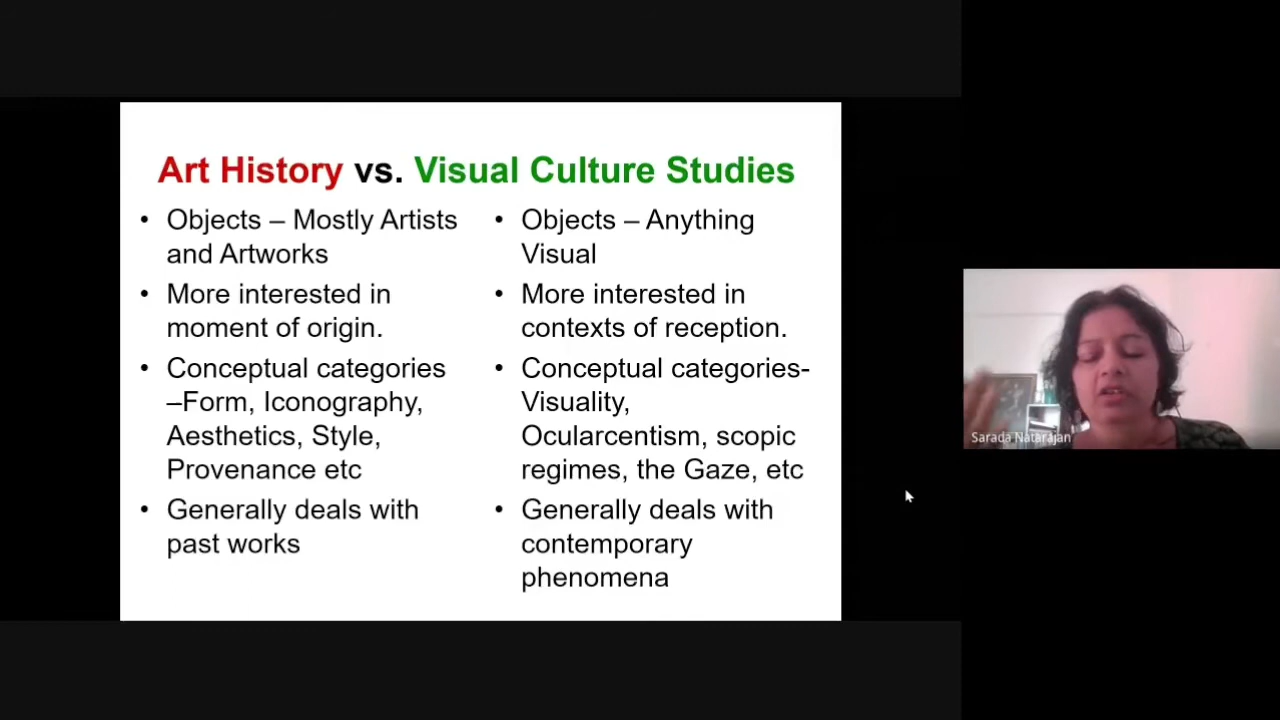 Art History vs. Visual Culture Studies
• Objects – Mostly Artists
and Artworks
• More interested in
moment of origin.
• Conceptual categories
–Form, Iconography,
Aesthetics, Style,
Provenance etc
• Generally deals with
past works
• Objects – Anything
Visual
• More interested in
contexts of reception.
• Conceptual categories-
Visuality,
Ocularcentism, scopic
regimes, the Gaze, etc
• Generally deals with
contemporary
phenomena
Sarada Natarajan